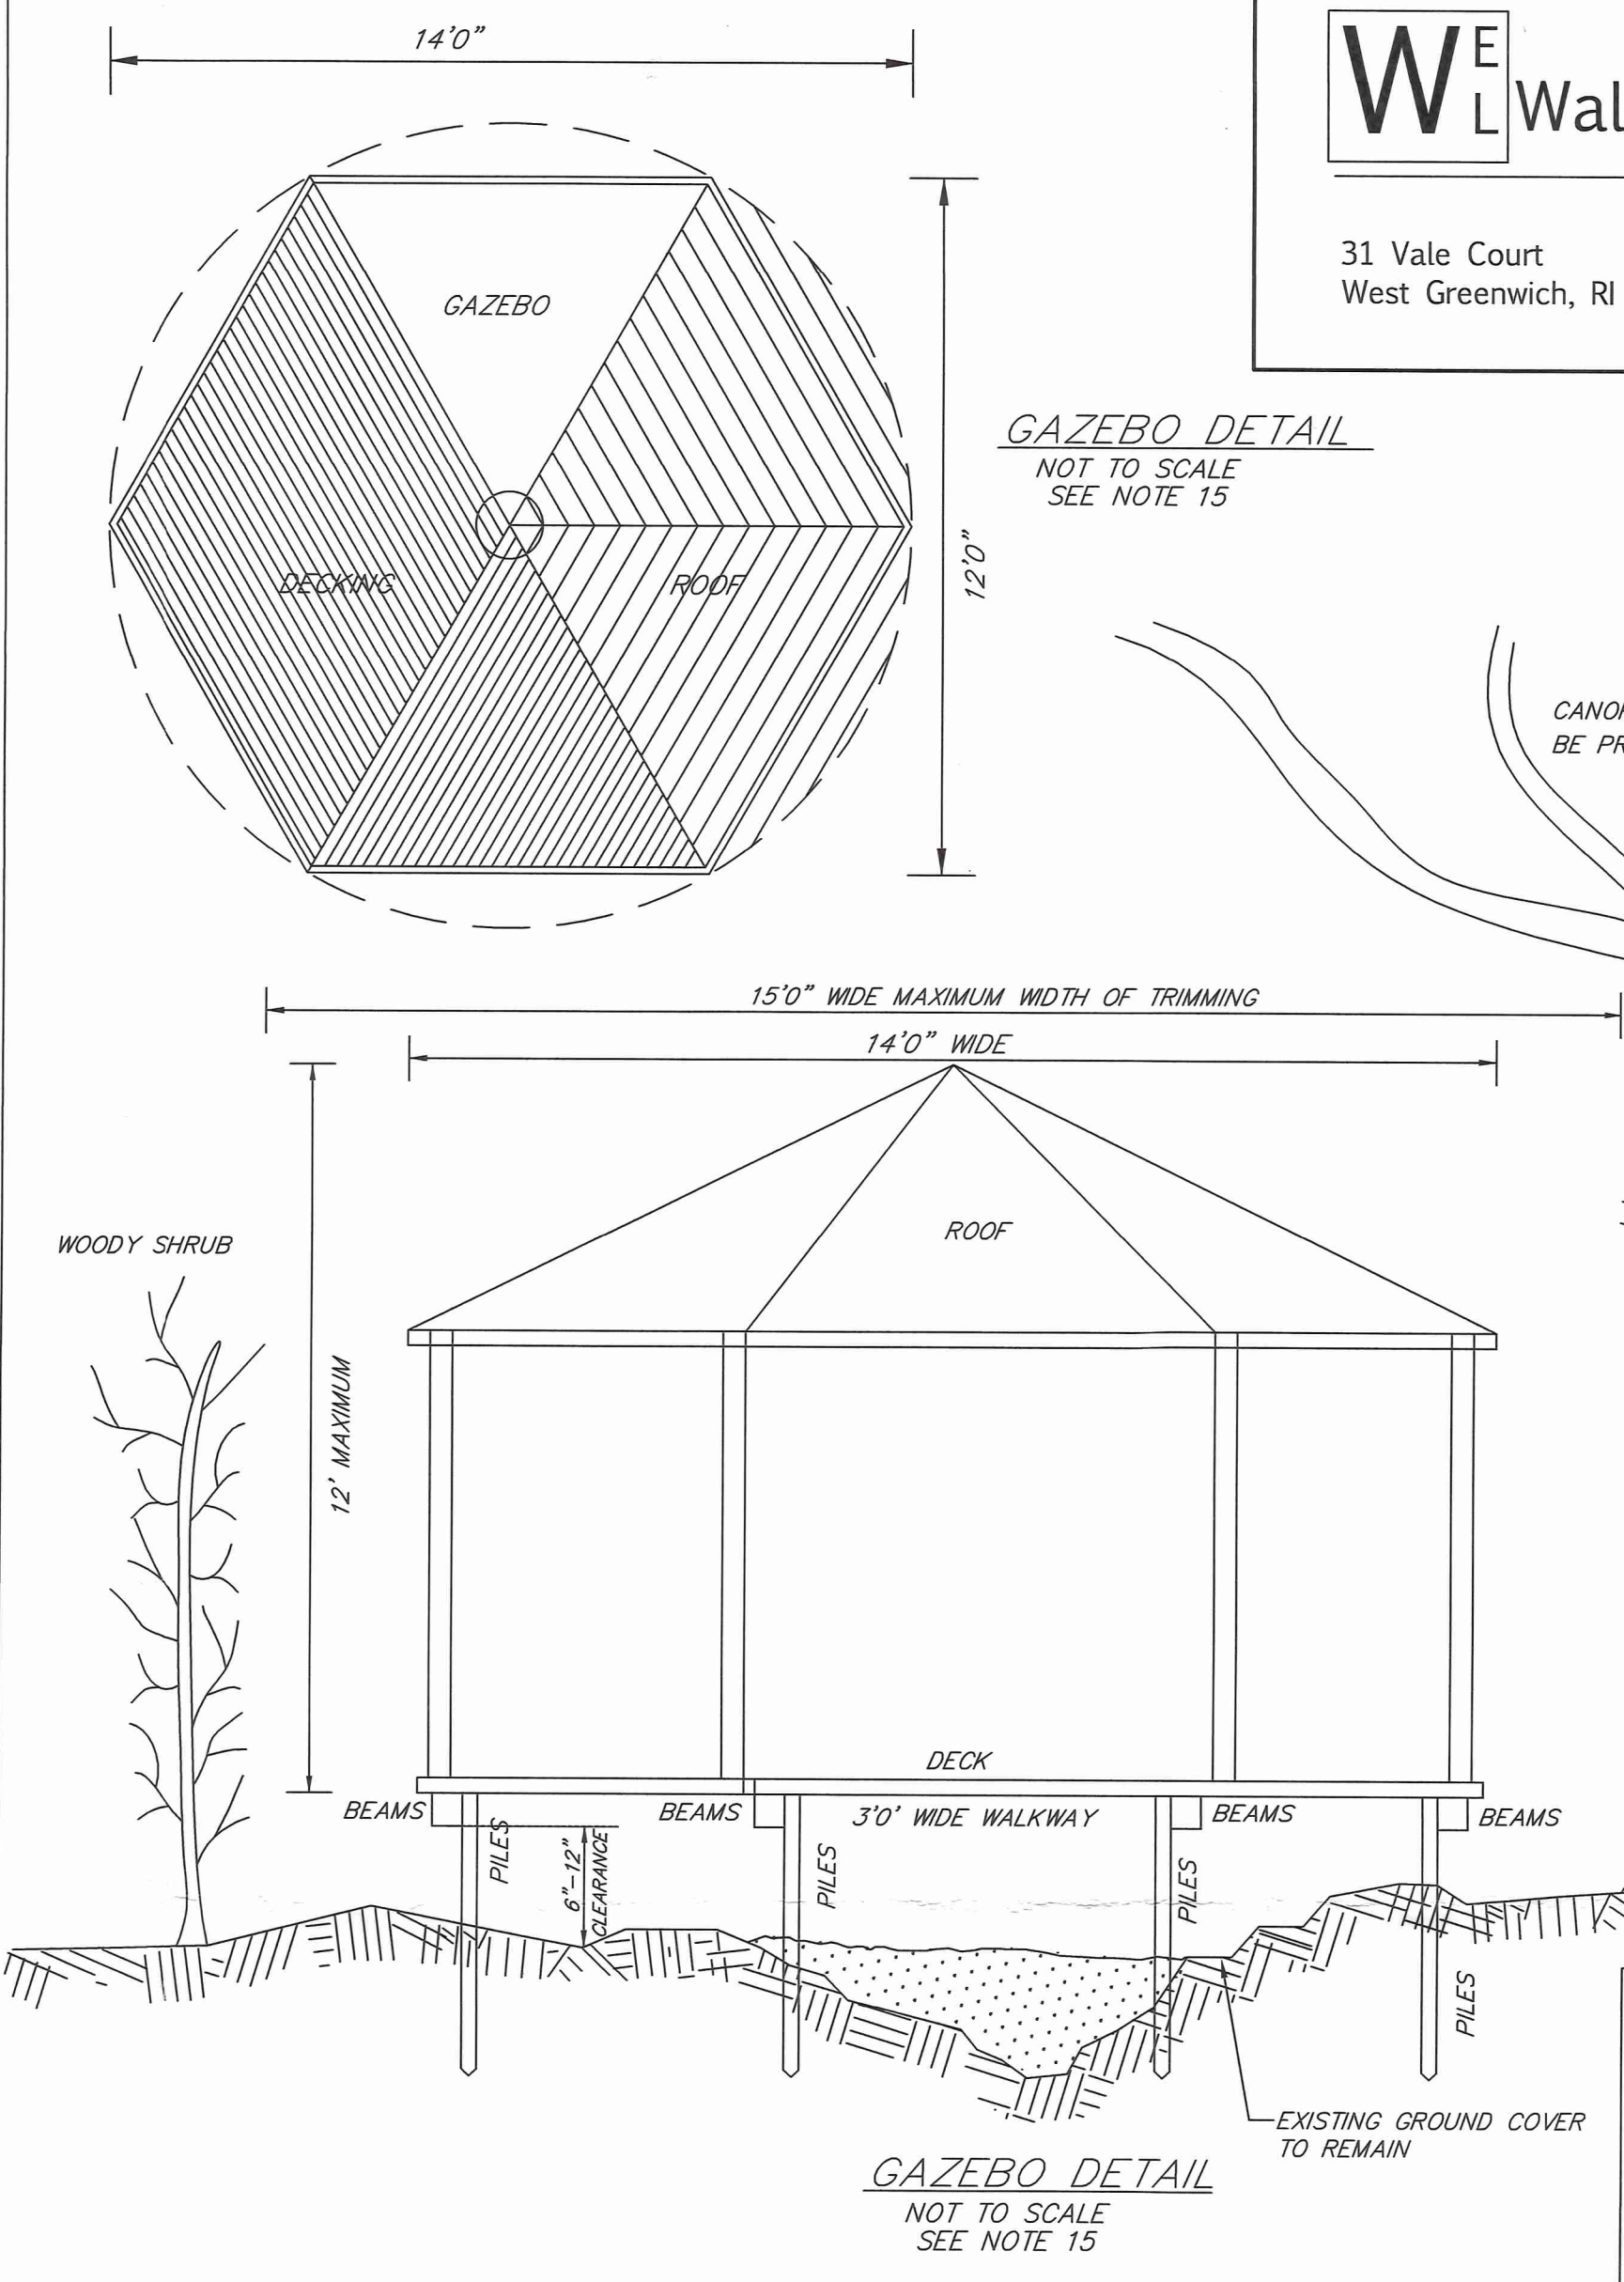 14'0"
W E L Wal
31 Vale Court
West Greenwich, RI
GAZEBO
DECKING
ROOF
12'0"
GAZEBO DETAIL
NOT TO SCALE
SEE NOTE 15
BE
15'0" WIDE MAXIMUM WIDTH OF TRIMMING
14'0" WIDE
ROOF
WOODY SHRUB
12' MAXIMUM
DECK
BEAMS
BEAMS
3'0' WIDE WALKWAY
BEAMS
BEAMS
PILES
6"-12"
CLEARANCE
PILES
PILES
PILES
EXISTING GROUND COVER
TO REMAIN
GAZEBO DETAIL
NOT TO SCALE
SEE NOTE 15